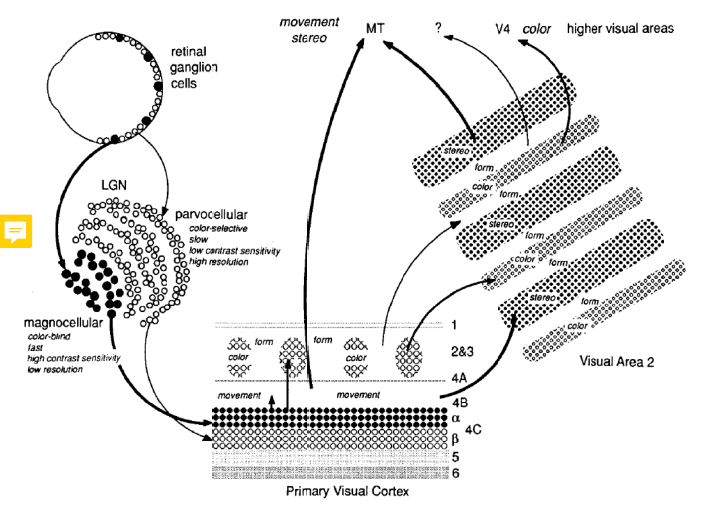 movement
stereo
MT
?
V4 color higher visual areas
retinal
ganglion
cells
LGN
parvocellular
color-selective
slow
low contrast sensitivity
high resolution
magnocellular
color-blind
fast
high contrast sensitivity
low resolution
stereo
form
color
form
stereo
form
color
form
stereo
form
color
Visual Area 2
1
form
form
color
color
2&3
4A
movement
movement
4B
α
4C
β
5
6
Primary Visual Cortex